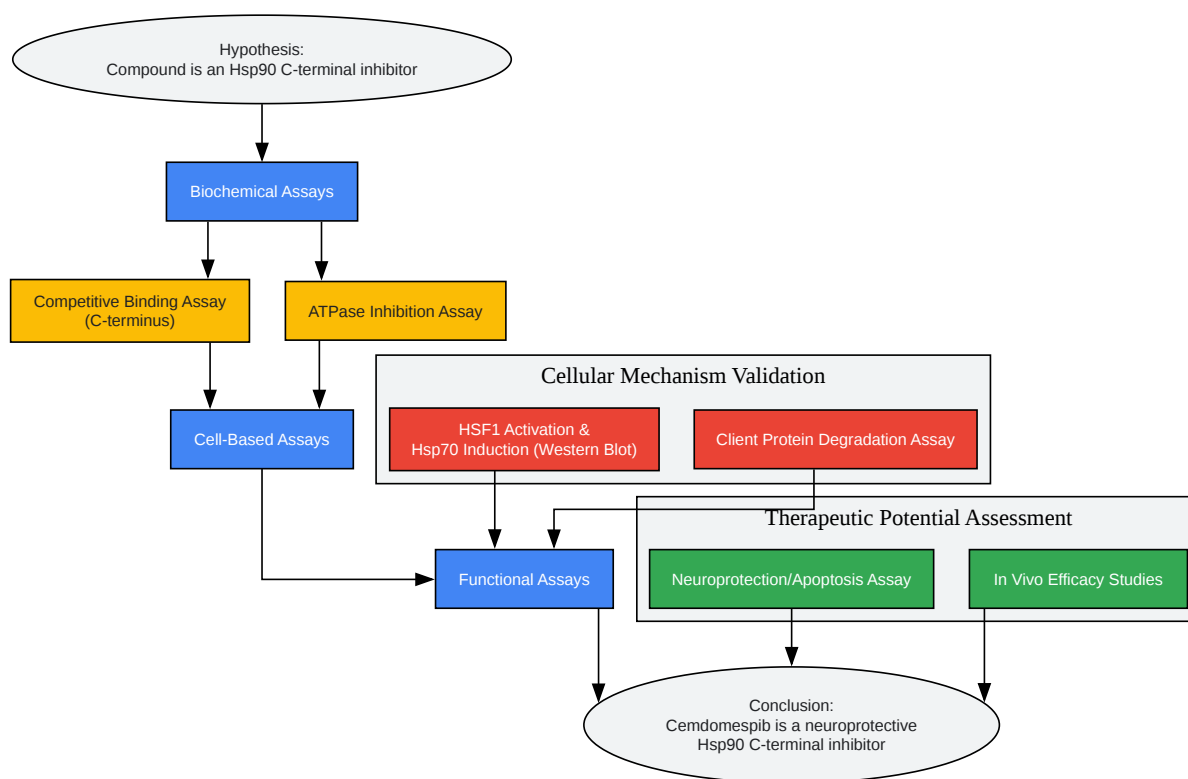 Hypothesis:
Compound is an Hsp90 C-terminal inhibitor
Biochemical Assays
Competitive Binding Assay
(C-terminus)
ATPase Inhibition Assay
Cellular Mechanism Validation
HSF1 Activation &
Hsp70 Induction (Western Blot)
Client Protein Degradation Assay
Cell-Based Assays
Therapeutic Potential Assessment
Functional Assays
Neuroprotection/Apoptosis Assay
In Vivo Efficacy Studies
Conclusion:
Cemdomespib is a neuroprotective
Hsp90 C-terminal inhibitor